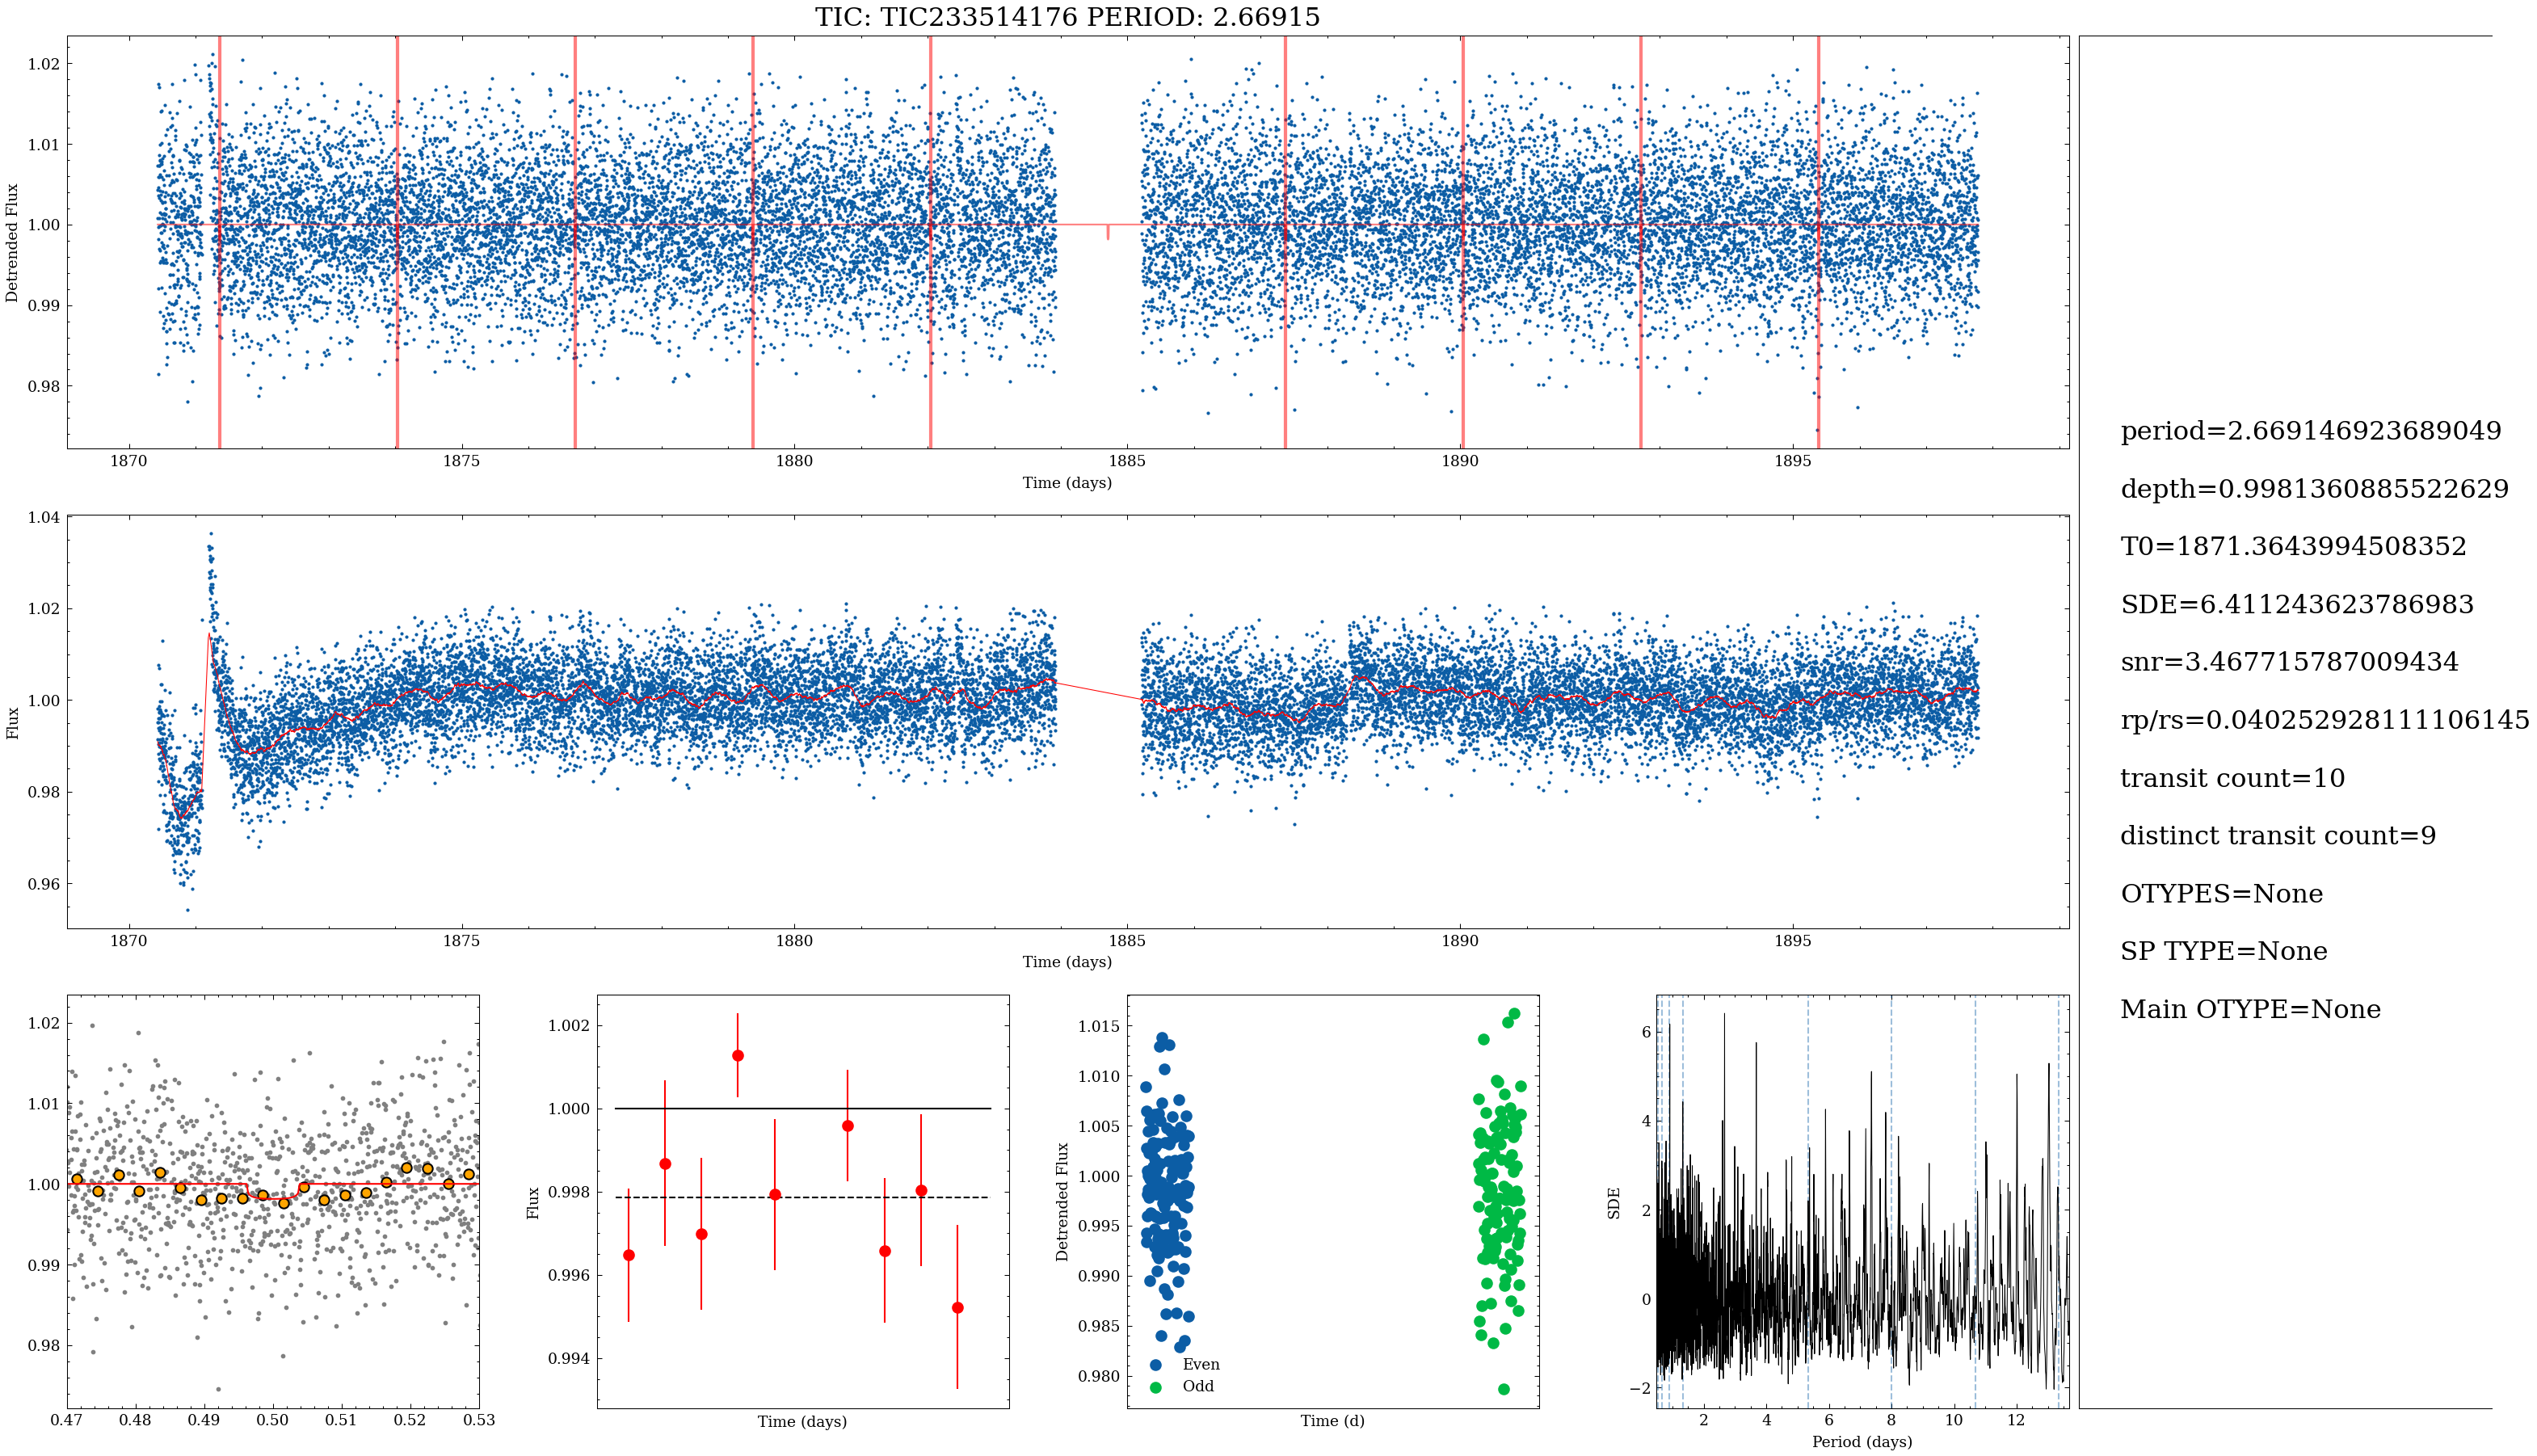 TIC: TIC233514176 PERIOD: 2.66915
1.02
1.01
1.00
0.99
0.98
Detrended Flux
1870
1875
1880
1885
1890
1895
Time (days)
1.04
1.02
1.00
0.98
0.96
Flux
1870
1875
1880
1885
1890
1895
Time (days)
1.02
1.01
1.00
0.99
0.98
0.47
0.48
0.49
0.50
0.51
0.52
0.53
1.002
1.000
0.998
0.996
0.994
Flux
Time (days)
1.015
1.010
1.005
1.000
0.995
0.990
0.985
0.980
Detrended Flux
Even
Odd
Time (d)
6
4
2
0
−2
SDE
2
4
6
8
10
12
Period (days)
period=2.669146923689049
depth=0.9981360885522629
T0=1871.3643994508352
SDE=6.411243623786983
snr=3.467715787009434
rp/rs=0.040252928111106145
transit count=10
distinct transit count=9
OTYPES=None
SP TYPE=None
Main OTYPE=None